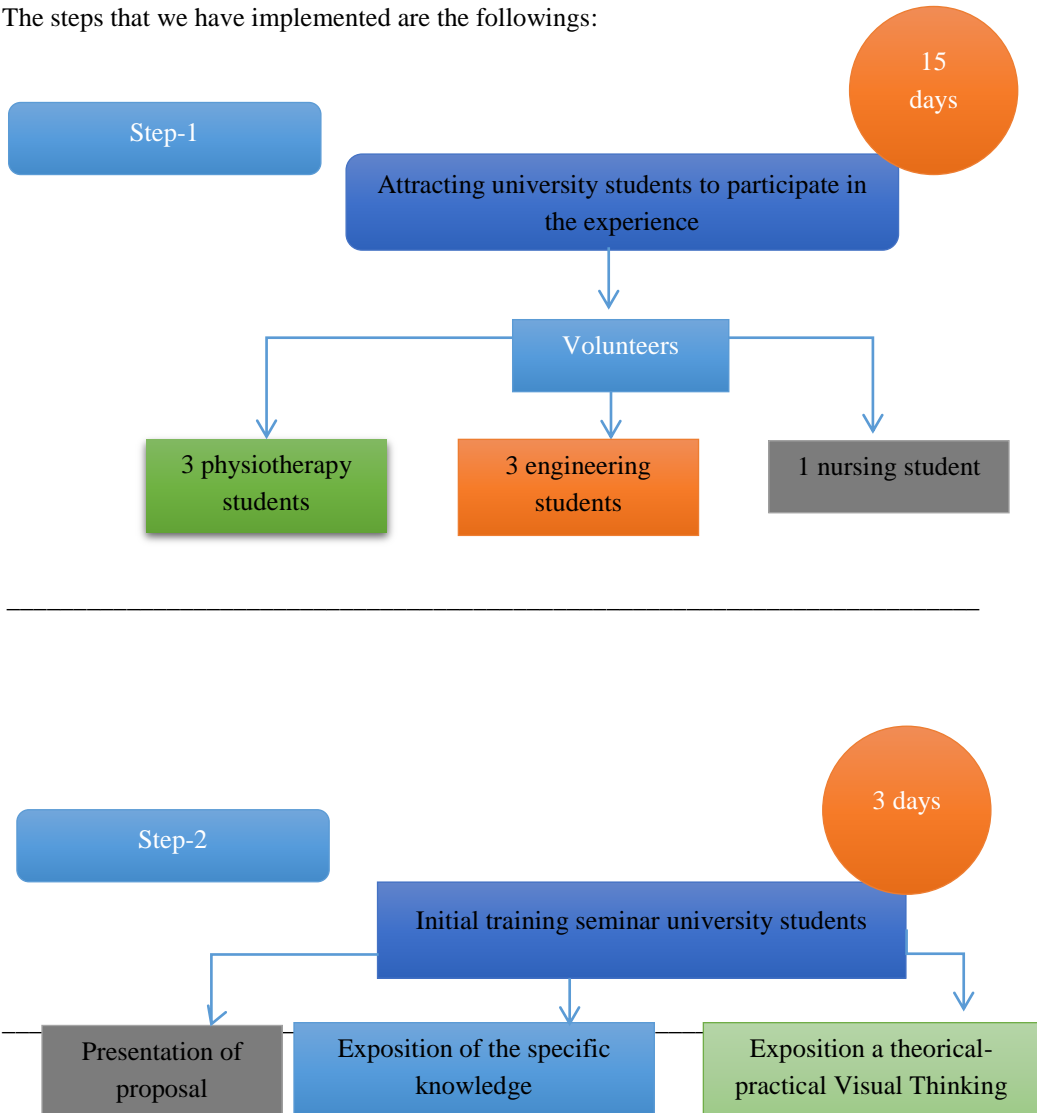 The steps that we have implemented are the followings:
15
days
Step-1
Attracting university students to participate in
the experience
Volunteers
3 physiotherapy
students
3 engineering
students
1 nursing student
3 days
Step-2
Initial training seminar university students
Presentation of
proposal
Exposition of the specific
knowledge
Exposition a theorical-
practical Visual Thinking